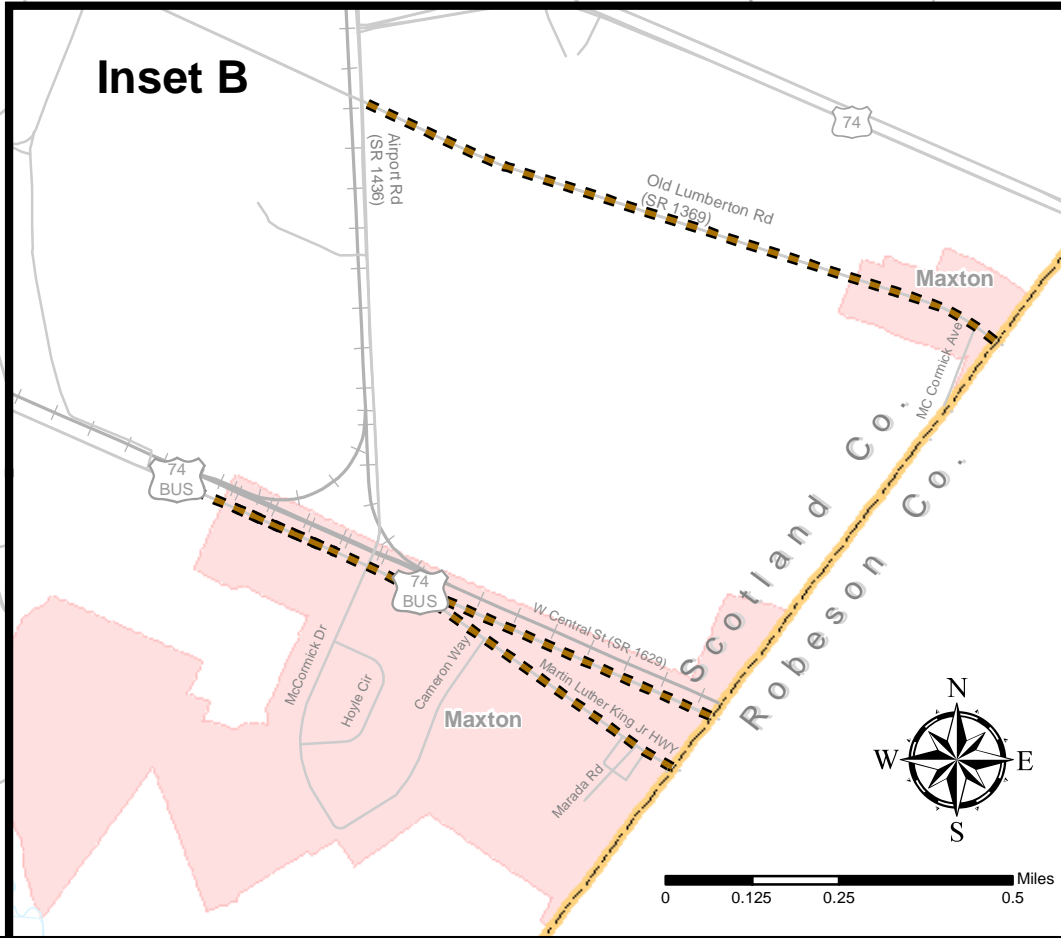 Inset B
74
Airport Rd
(SR 1436)
Old Lumberton Rd
(SR 1369)
Maxton
MC Cormick Ave
Scotland Co.
Robeson Co.
74
BUS
74
BUS
W Central St (SR 1629)
Martin Luther King Jr HWY
McCormick Dr
Hoyle Cir
Cameron Way
Maxton
Marada Rd
N
W
E
S
Miles
0
0.125
0.25
0.5